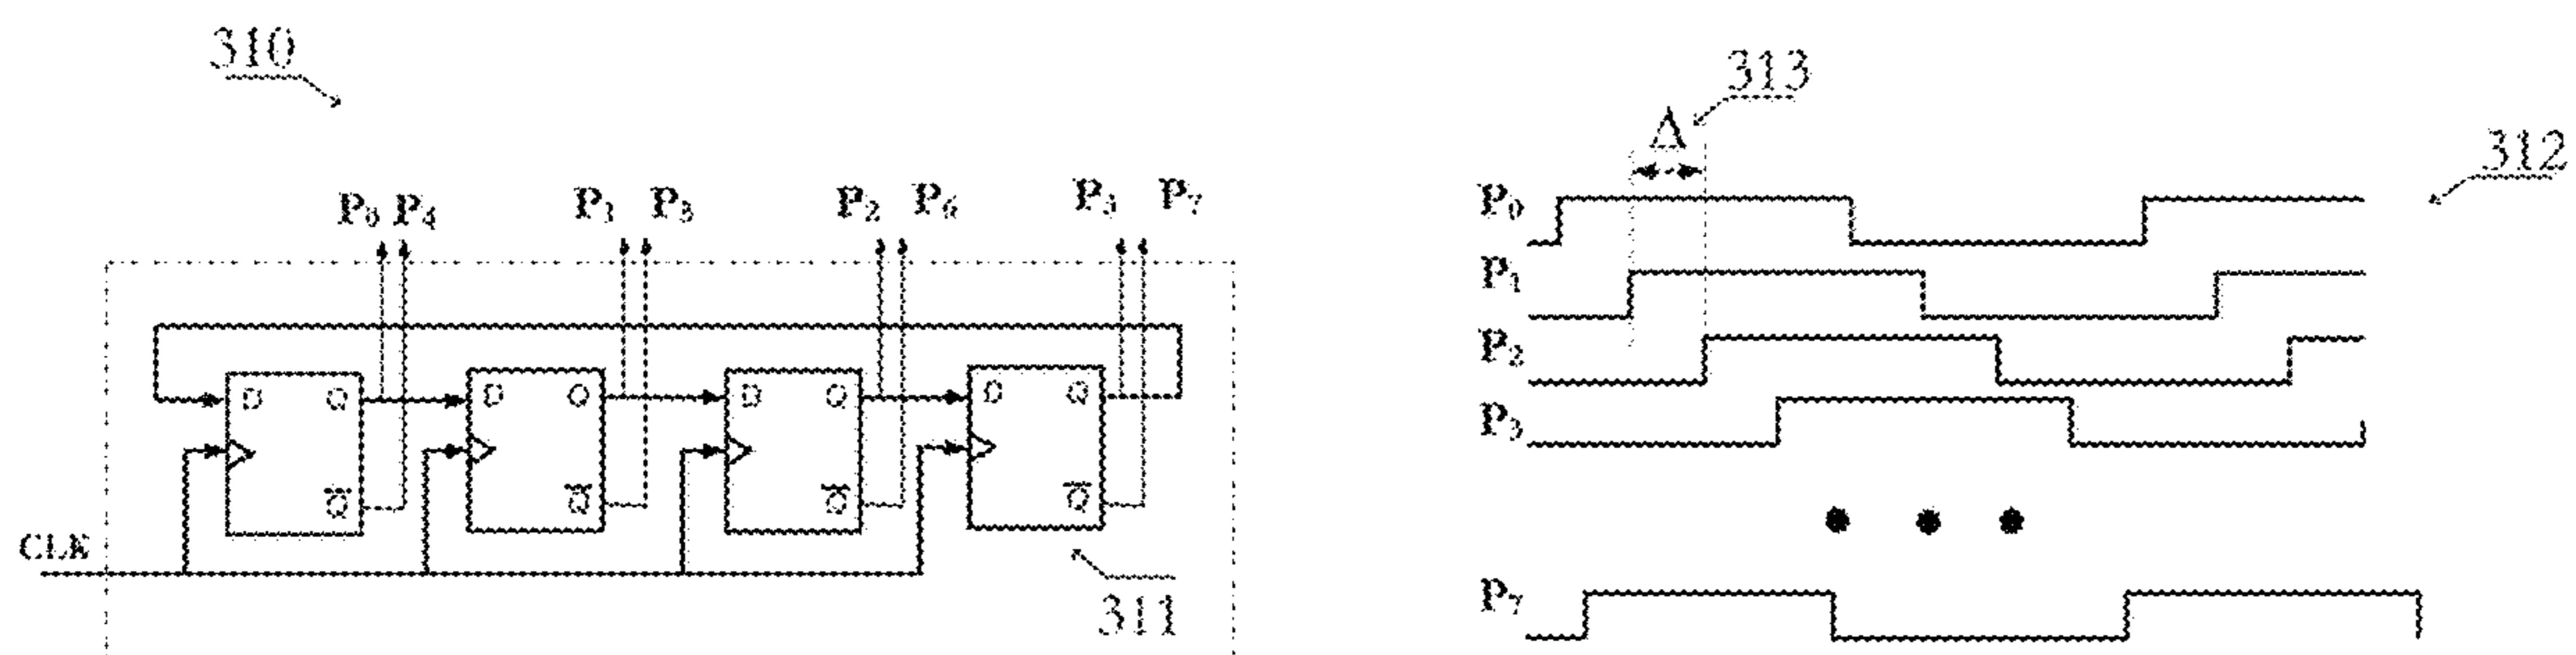 310
P₀ P₄ P₁ P₅ P₂ P₆ P₃ P₇
D Q D Q D Q D Q
Q̅ Q̅ Q̅ Q̅
CLK
311
313
Δ
312
P₀
P₁
P₂
P₃
P₇